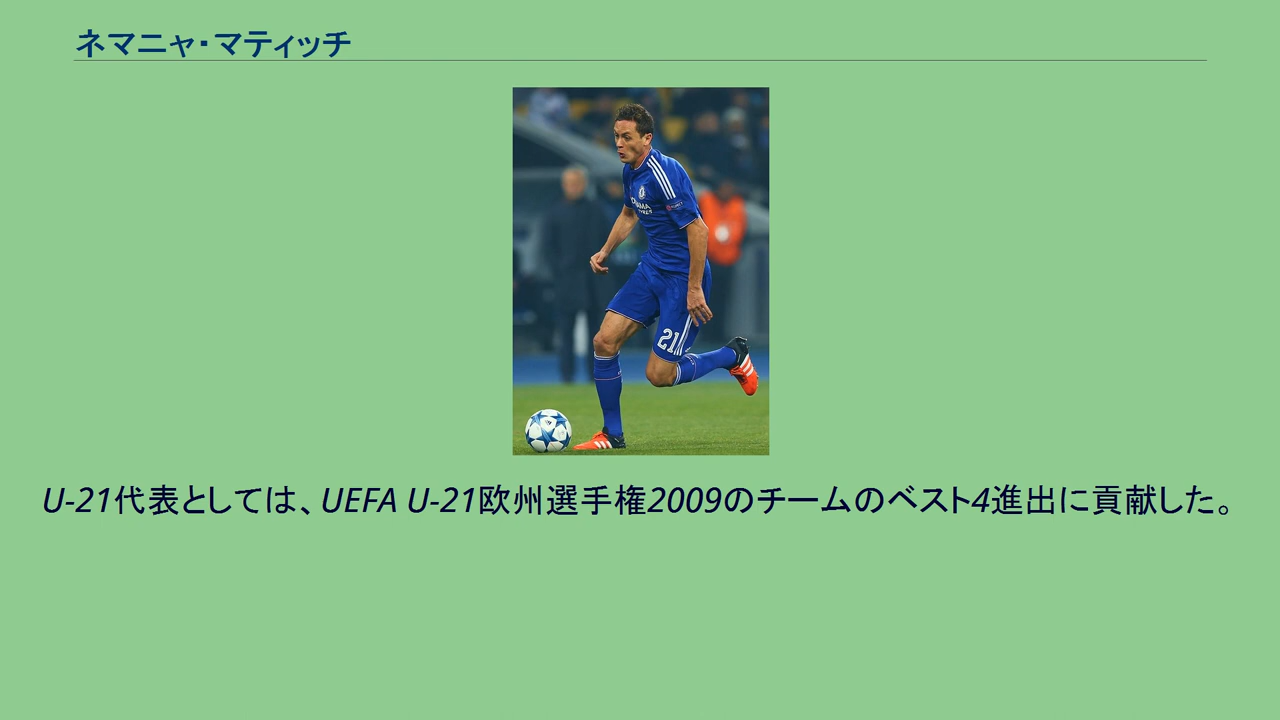 ネマニャ・マティッチ
21
U-21代表としては、UEFA U-21欧州選手権2009のチームのベスト4進出に貢献した。